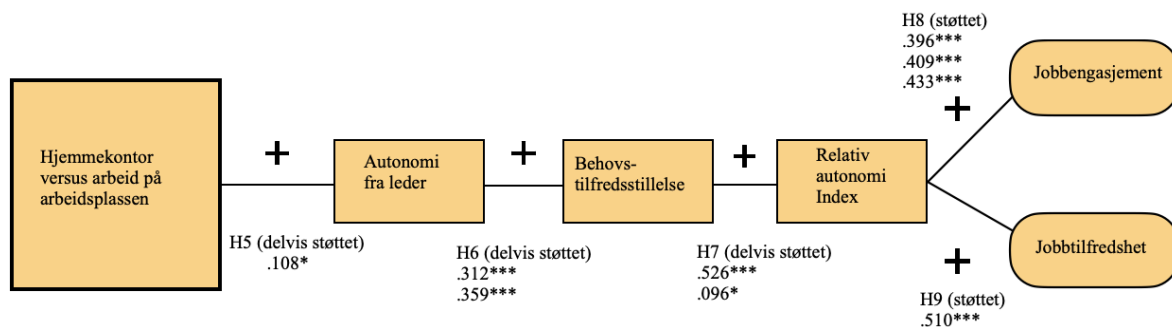 H8 (støttet)
.396***
.409***
.433***
+
Jobbengasjement
Hjemmekontor
versus arbeid på
arbeidsplassen
+
Autonomi
fra leder
+
Behovs-
tilfredsstillelse
+
Relativ
autonomi
Index
H5 (delvis støttet)
.108*
H6 (delvis støttet)
.312***
.359***
H7 (delvis støttet)
.526***
.096*
Jobbtilfredshet
+
H9 (støttet)
.510***